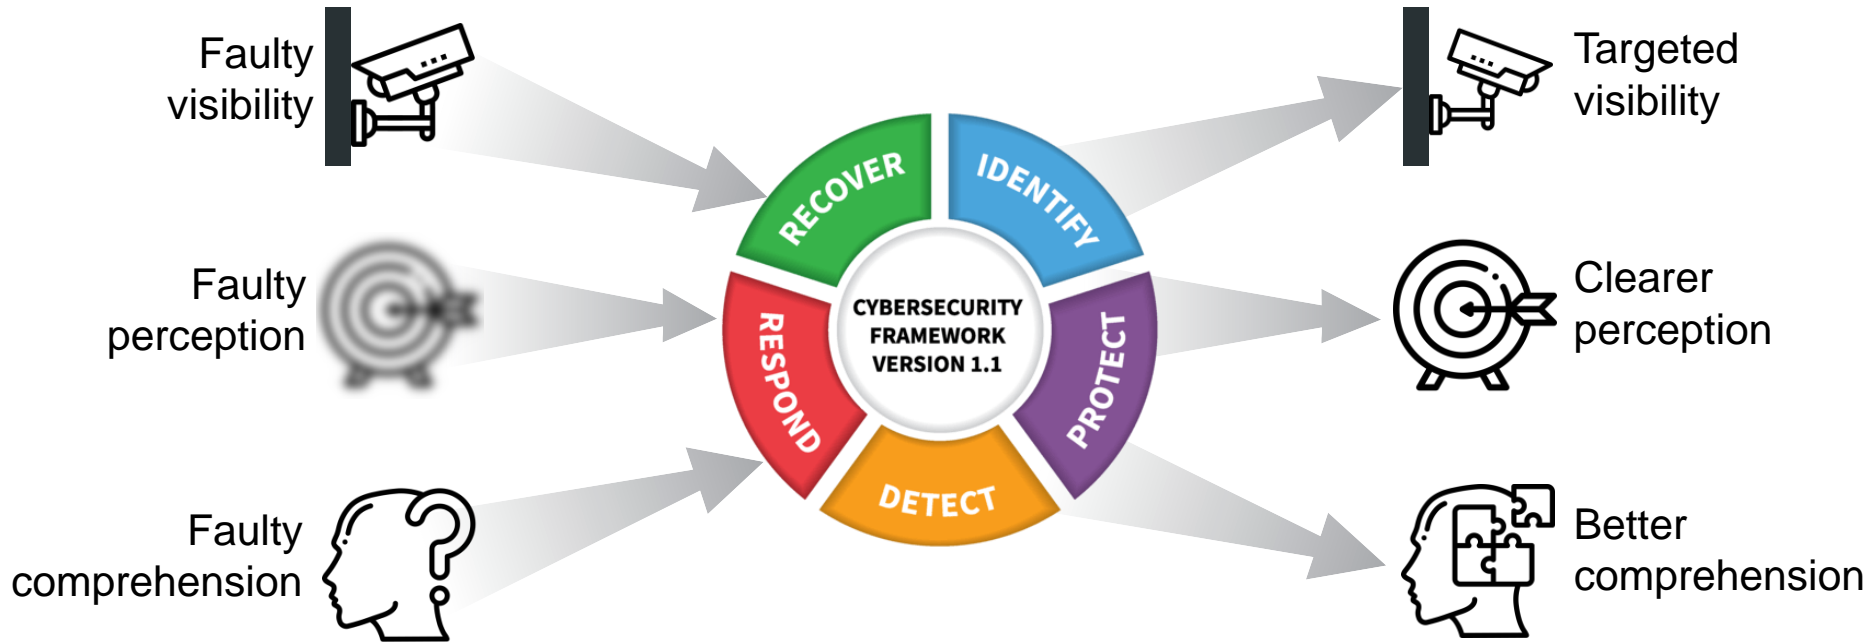 Faulty
visibility
Faulty
perception
Faulty
comprehension
RECOVER
IDENTIFY
PROTECT
DETECT
RESPOND
CYBERSECURITY
FRAMEWORK
VERSION 1.1
Targeted
visibility
Clearer
perception
Better
comprehension